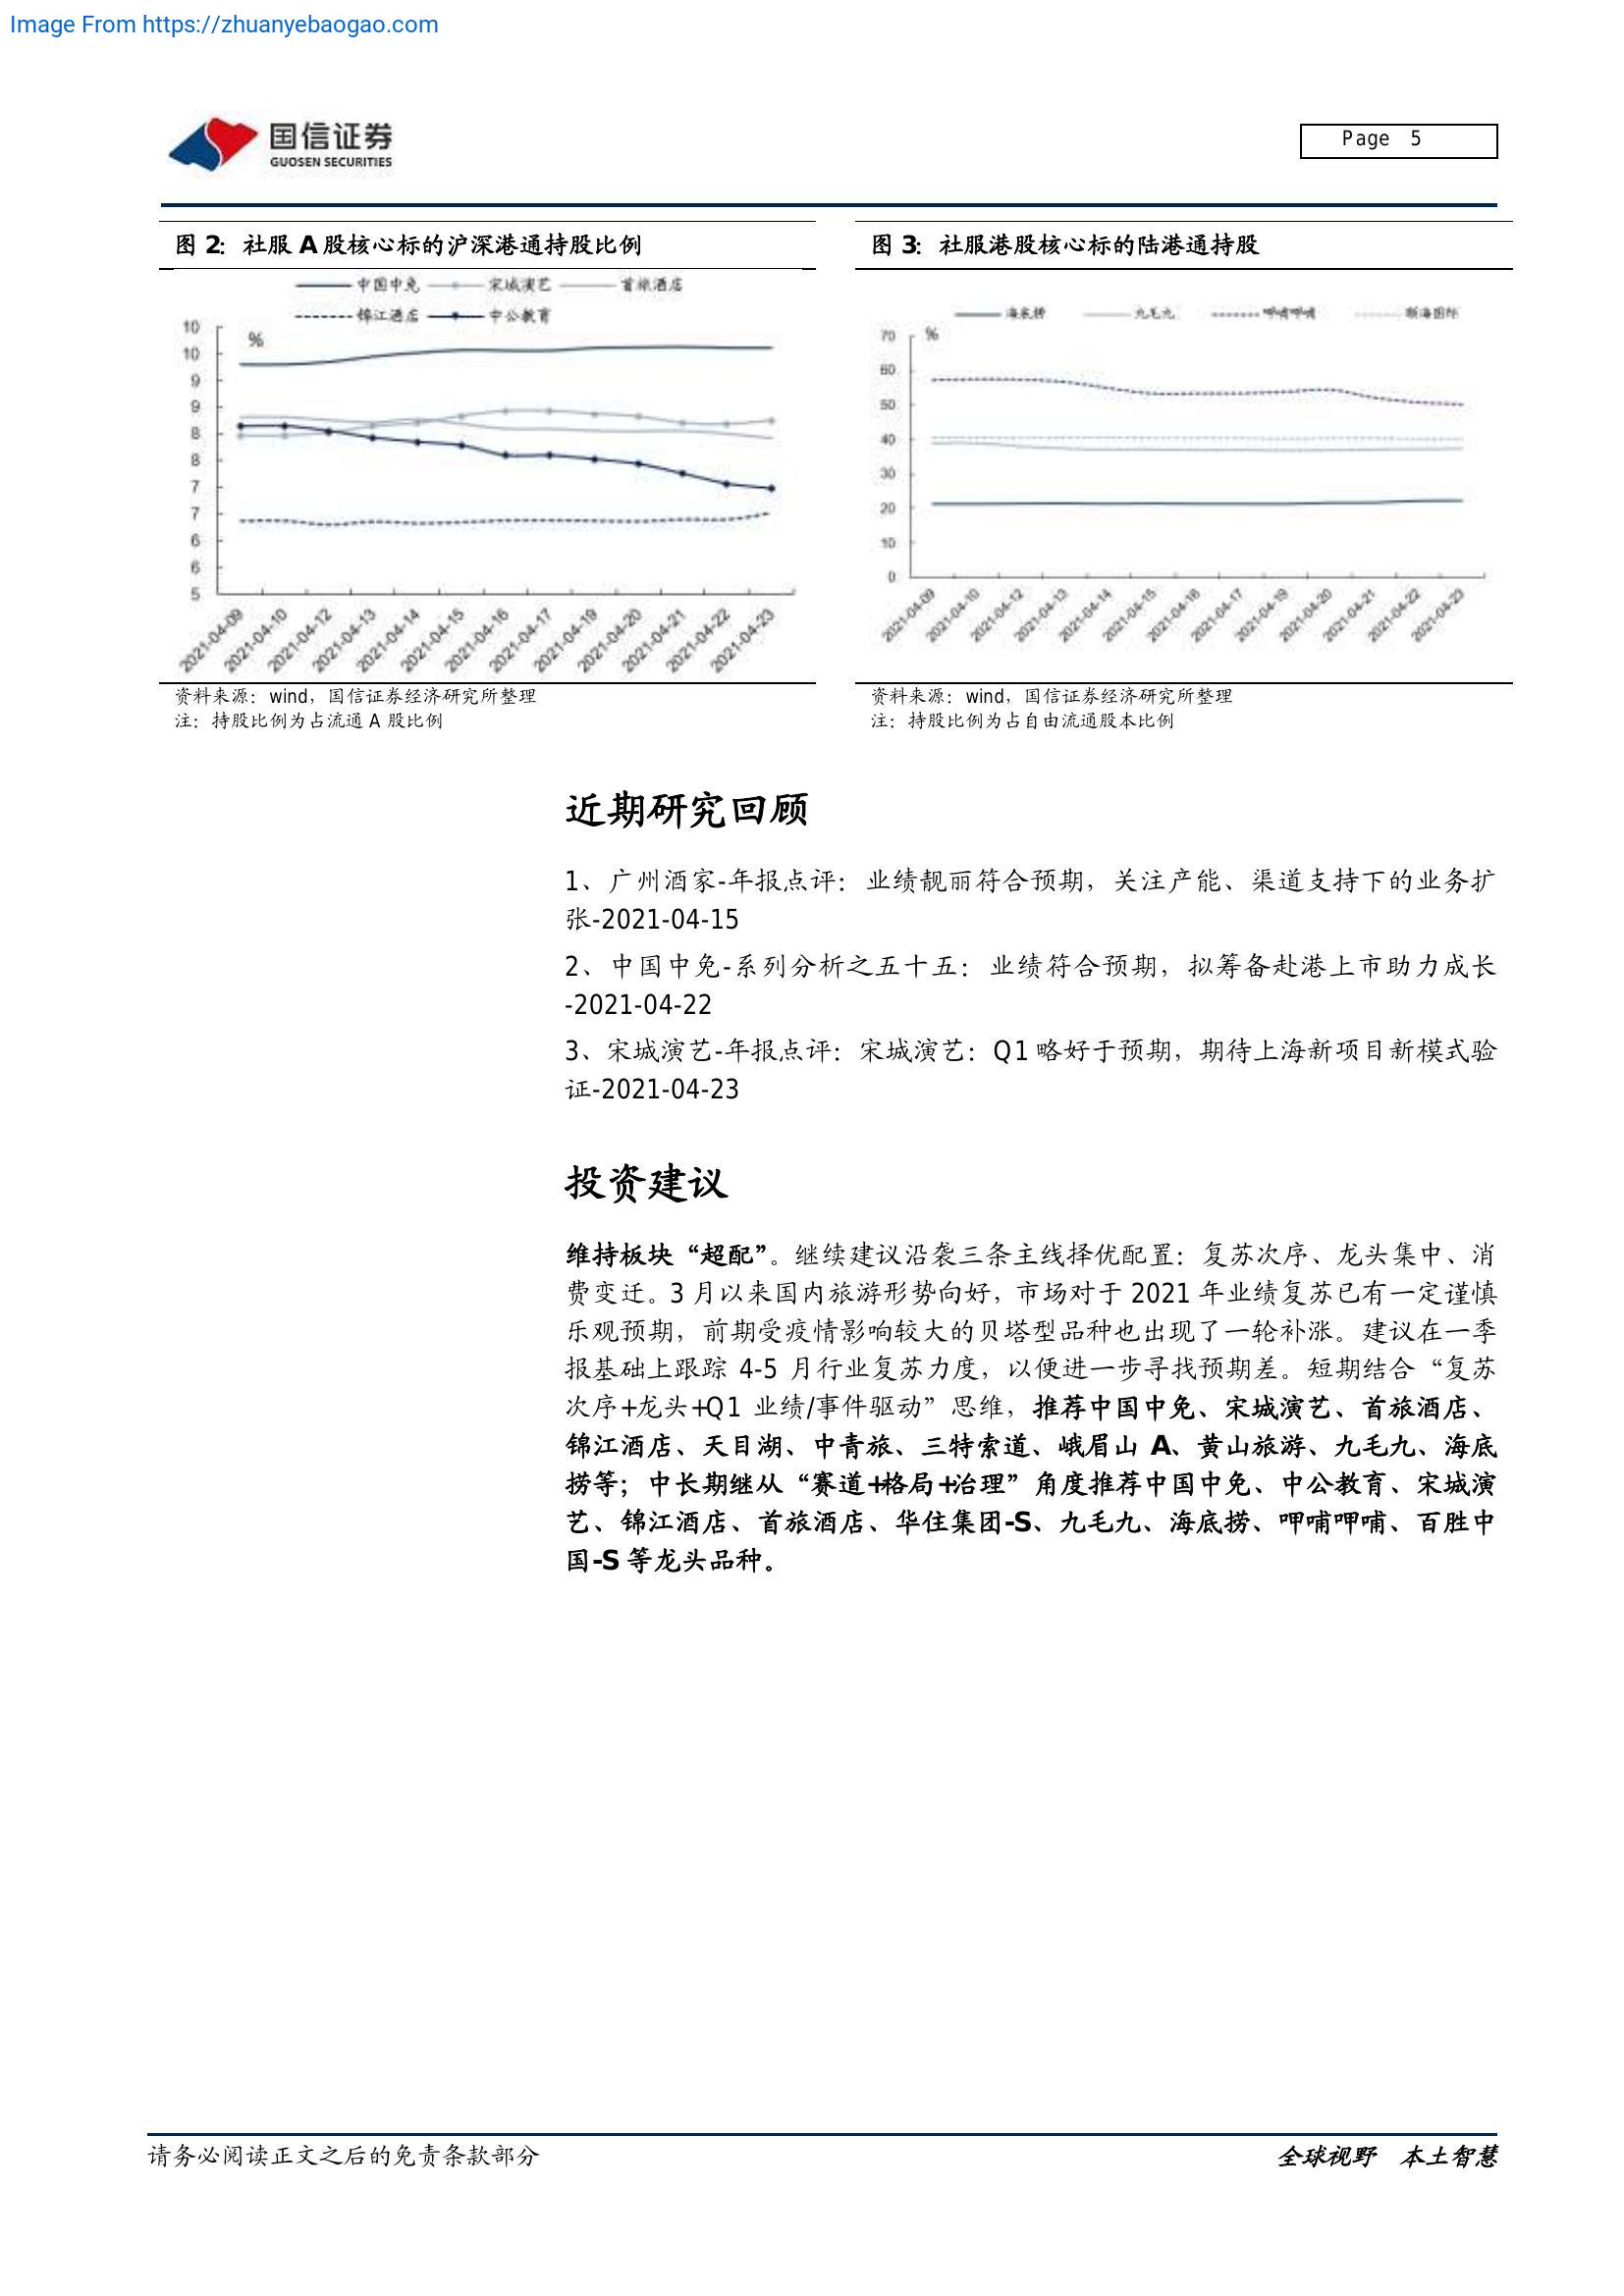 Image From https://zhuanyebaogao.com
国信证券
GUOSEN SECURITIES
Page 5
图 2：社服 A 股核心标的沪深港通持股比例
中国中免 宋城演艺 首旅酒店
锦江酒店 中公教育
%
10
10
9
9
8
8
7
7
6
6
5
2021-04-09
2021-04-10
2021-04-12
2021-04-13
2021-04-14
2021-04-15
2021-04-16
2021-04-17
2021-04-19
2021-04-20
2021-04-21
2021-04-22
2021-04-23
资料来源：wind，国信证券经济研究所整理
注：持股比例为占流通 A 股比例
图 3：社服港股核心标的陆港通持股
海底捞 九毛九 呷哺呷哺 颐海国际
%
70
60
50
40
30
20
10
0
2021-04-09
2021-04-10
2021-04-12
2021-04-13
2021-04-14
2021-04-15
2021-04-16
2021-04-17
2021-04-19
2021-04-20
2021-04-21
2021-04-22
2021-04-23
资料来源：wind，国信证券经济研究所整理
注：持股比例为占自由流通股本比例
近期研究回顾
1、广州酒家-年报点评：业绩靓丽符合预期，关注产能、渠道支持下的业务扩
张-2021-04-15
2、中国中免-系列分析之五十五：业绩符合预期，拟筹备赴港上市助力成长
-2021-04-22
3、宋城演艺-年报点评：宋城演艺：Q1 略好于预期，期待上海新项目新模式验
证-2021-04-23
投资建议
维持板块“超配”。继续建议沿袭三条主线择优配置：复苏次序、龙头集中、消
费变迁。3 月以来国内旅游形势向好，市场对于 2021 年业绩复苏已有一定谨慎
乐观预期，前期受疫情影响较大的贝塔型品种也出现了一轮补涨。建议在一季
报基础上跟踪 4-5 月行业复苏力度，以便进一步寻找预期差。短期结合“复苏
次序+龙头+Q1 业绩/事件驱动”思维，推荐中国中免、宋城演艺、首旅酒店、
锦江酒店、天目湖、中青旅、三特索道、峨眉山 A、黄山旅游、九毛九、海底
捞等；中长期继从“赛道+格局+治理”角度推荐中国中免、中公教育、宋城演
艺、锦江酒店、首旅酒店、华住集团-S、九毛九、海底捞、呷哺呷哺、百胜中
国-S 等龙头品种。
请务必阅读正文之后的免责条款部分
全球视野 本土智慧